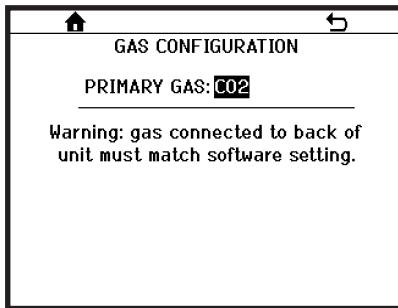 GAS CONFIGURATION
PRIMARY GAS: CO2
Warning: gas connected to back of
unit must match software setting.